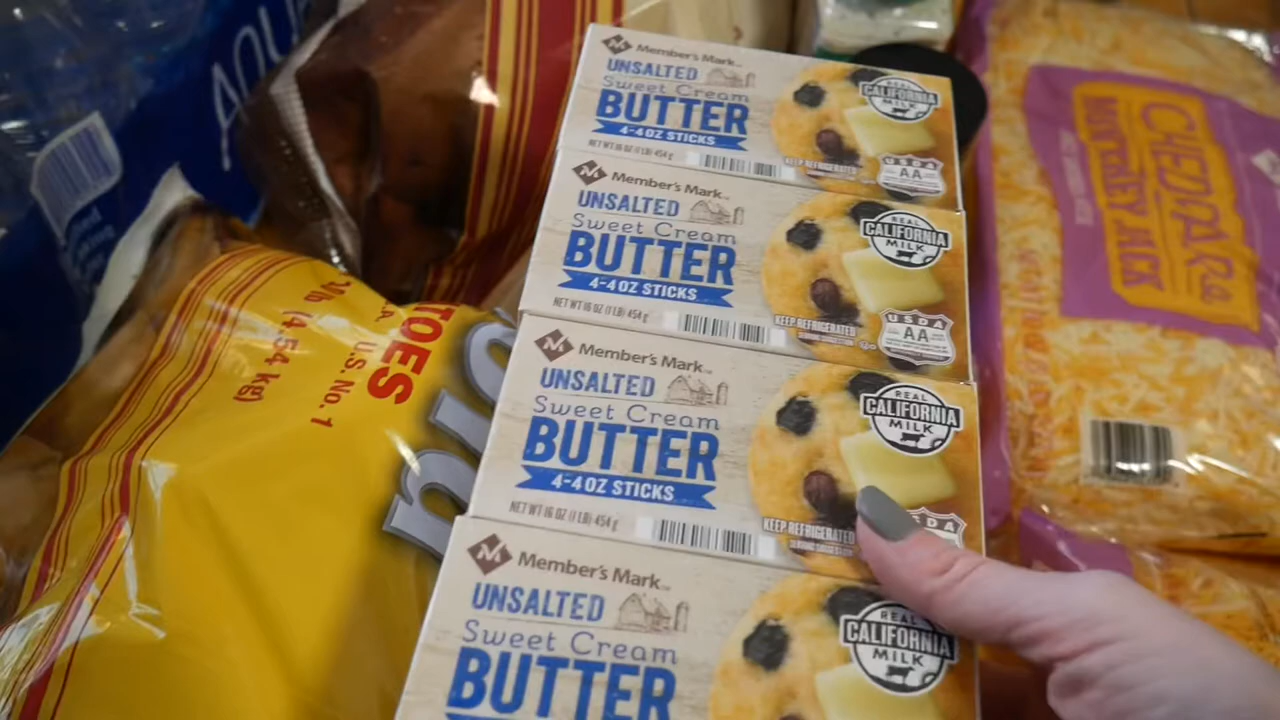 Member's Mark
UNSALTED
Sweet Cream
BUTTER
4-4 OZ STICKS
NET WT 16 OZ (1 LB) 454 g
KEEP REFRIGERATED
REAL
CALIFORNIA
MILK
USDA
AA
Member's Mark
UNSALTED
Sweet Cream
BUTTER
4-4 OZ STICKS
NET WT 16 OZ (1 LB) 454 g
KEEP REFRIGERATED
SERVING SUGGESTION
REAL
CALIFORNIA
MILK
USDA
AA
Member's Mark
UNSALTED
Sweet Cream
BUTTER
4-4 OZ STICKS
NET WT 16 OZ (1 LB) 454 g
KEEP REFRIGERATED
SERVING SUGGESTION
REAL
CALIFORNIA
MILK
Member's Mark
UNSALTED
Sweet Cream
BUTTER
REAL
CALIFORNIA
MILK
TOES
U.S. No. 1
(4.54 kg)
MONTEREY JACK